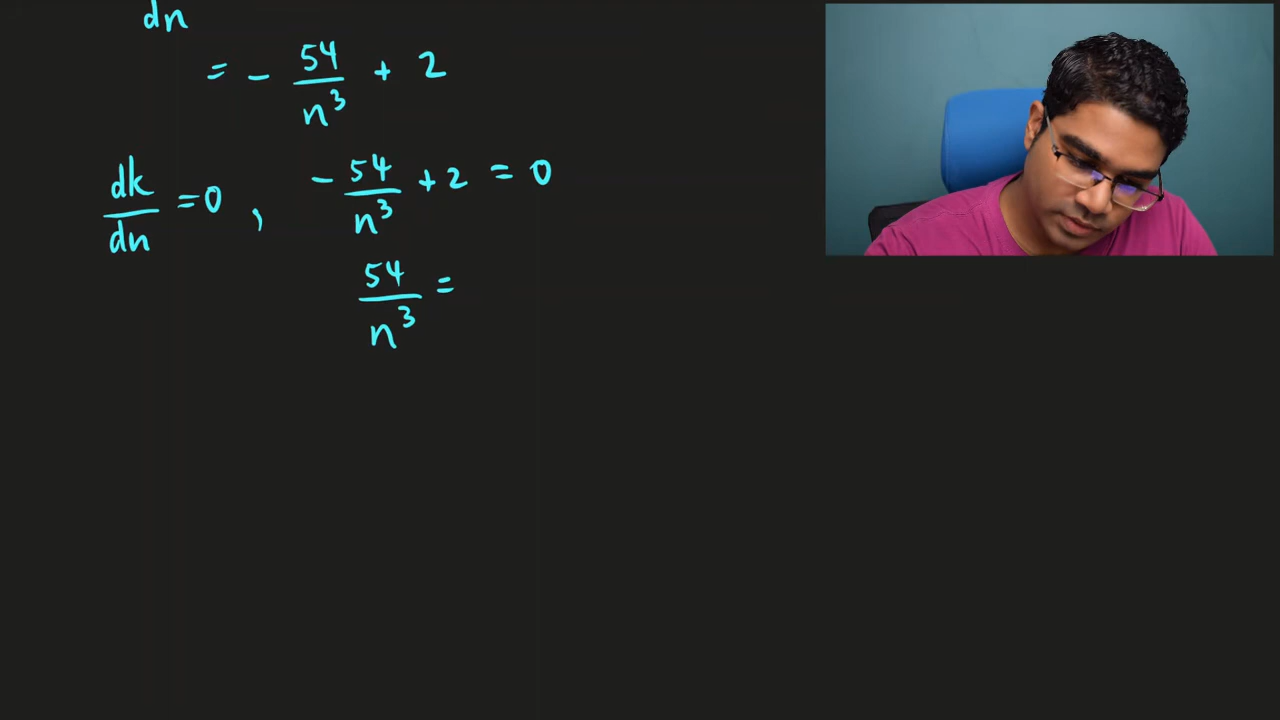 dn
= - 54/n³ + 2
dk/dn = 0 , - 54/n³ + 2 = 0
54/n³ =